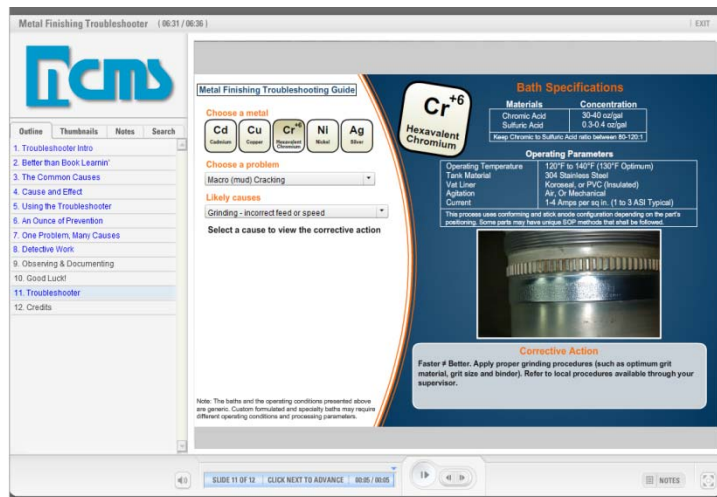 Metal Finishing Troubleshooter ( 06:31 / 06:36 )
EXIT
cms
Outline Thumbnails Notes Search
1. Troubleshooter Intro
2. Better than Book Learnin'
3. The Common Causes
4. Cause and Effect
5. Using the Troubleshooter
6. An Ounce of Prevention
7. One Problem, Many Causes
8. Detective Work
9. Observing & Documenting
10. Good Luck!
11. Troubleshooter
12. Credits
Metal Finishing Troubleshooting Guide
Choose a metal
Cd Cu Cr+6 Ni Ag
Cadmium Copper Hexavalent Chromium Nickel Silver
Choose a problem
Macro (mud) Cracking
Likely causes
Grinding - incorrect feed or speed
Select a cause to view the corrective action
Note: The baths and the operating conditions presented above
are generic. Custom formulated and specialty baths may require
different operating conditions and processing parameters.
Cr+6
Hexavalent
Chromium
Bath Specifications
Materials Concentration
Chromic Acid 30-40 oz/gal
Sulfuric Acid 0.3-0.4 oz/gal
Keep Chromic to Sulfuric Acid ratio between 80-120:1
Operating Parameters
Operating Temperature 120°F to 140°F (130°F Optimum)
Tank Material 304 Stainless Steel
Vat Liner Koroseal, or PVC (Insulated)
Agitation Air, Or Mechanical
Current 1-4 Amps per sq in. (1 to 3 ASI Typical)
This process uses conforming and stick anode configuration depending on the part's
positioning. Some parts may have unique SOP methods that shall be followed.
Corrective Action
Faster ≠ Better. Apply proper grinding procedures (such as optimum grit
material, grit size and binder). Refer to local procedures available through your
supervisor.
SLIDE 11 OF 12 CLICK NEXT TO ADVANCE 00:05 / 00:05
NOTES